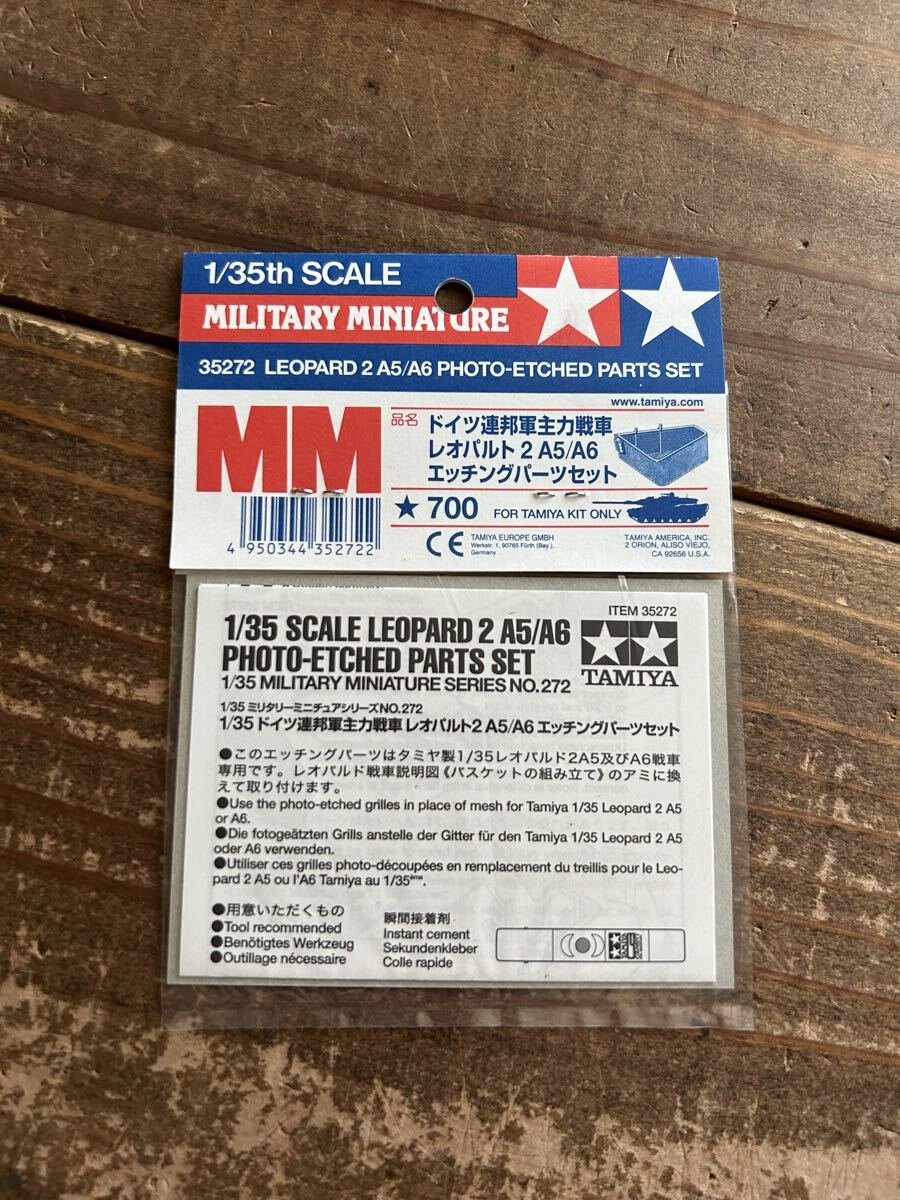 1/35th SCALE
MILITARY MINIATURE
35272 LEOPARD 2 A5/A6 PHOTO-ETCHED PARTS SET
www.tamiya.com
MM
品名
ドイツ連邦軍主力戦車
レオパルト 2 A5/A6
エッチングパーツセット
★ 700 FOR TAMIYA KIT ONLY
4 950344 352722
CE
TAMIYA EUROPE GMBH
Werkstr. 1, 90765 Fürth (Bay.),
Germany
TAMIYA AMERICA, INC.
2 ORION, ALISO VIEJO,
CA 92656 U.S.A.
ITEM 35272
1/35 SCALE LEOPARD 2 A5/A6
PHOTO-ETCHED PARTS SET
TAMIYA
1/35 MILITARY MINIATURE SERIES NO.272
1/35 ミリタリーミニチュアシリーズNO.272
1/35 ドイツ連邦軍主力戦車 レオパルト2 A5/A6 エッチングパーツセット
●このエッチングパーツはタミヤ製1/35レオパルド2A5及びA6戦車
専用です。レオパルド戦車説明図《バスケットの組み立て》のアミに換
えて取り付けます。
●Use the photo-etched grilles in place of mesh for Tamiya 1/35 Leopard 2 A5
or A6.
●Die fotogeätzten Grills anstelle der Gitter für den Tamiya 1/35 Leopard 2 A5
oder A6 verwenden.
●Utiliser ces grilles photo-découpées en remplacement du treillis pour le Leo-
pard 2 A5 ou l'A6 Tamiya au 1/35ème.
●用意いただくもの
●Tool recommended
●Benötigtes Werkzeug
●Outillage nécessaire
瞬間接着剤
Instant cement
Sekundenkleber
Colle rapide